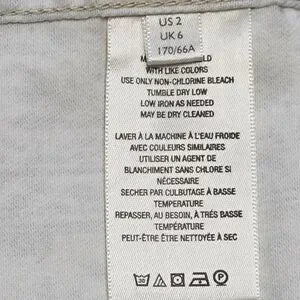 US 2
UK 6
170/66A
WITH LIKE COLORS
USE ONLY NON-CHLORINE BLEACH
TUMBLE DRY LOW
LOW IRON AS NEEDED
MAY BE DRY CLEANED
LAVER À LA MACHINE À L'EAU FROIDE
AVEC COULEURS SIMILAIRES
UTILISER UN AGENT DE
BLANCHIMENT SANS CHLORE SI
NÉCESSAIRE
SECHER PAR CULBUTAGE À BASSE
TEMPERATURE
REPASSER, AU BESOIN, À TRÈS BASSE
TEMPÉRATURE
PEUT-ÊTRE ÊTRE NETTOYÉE À SEC